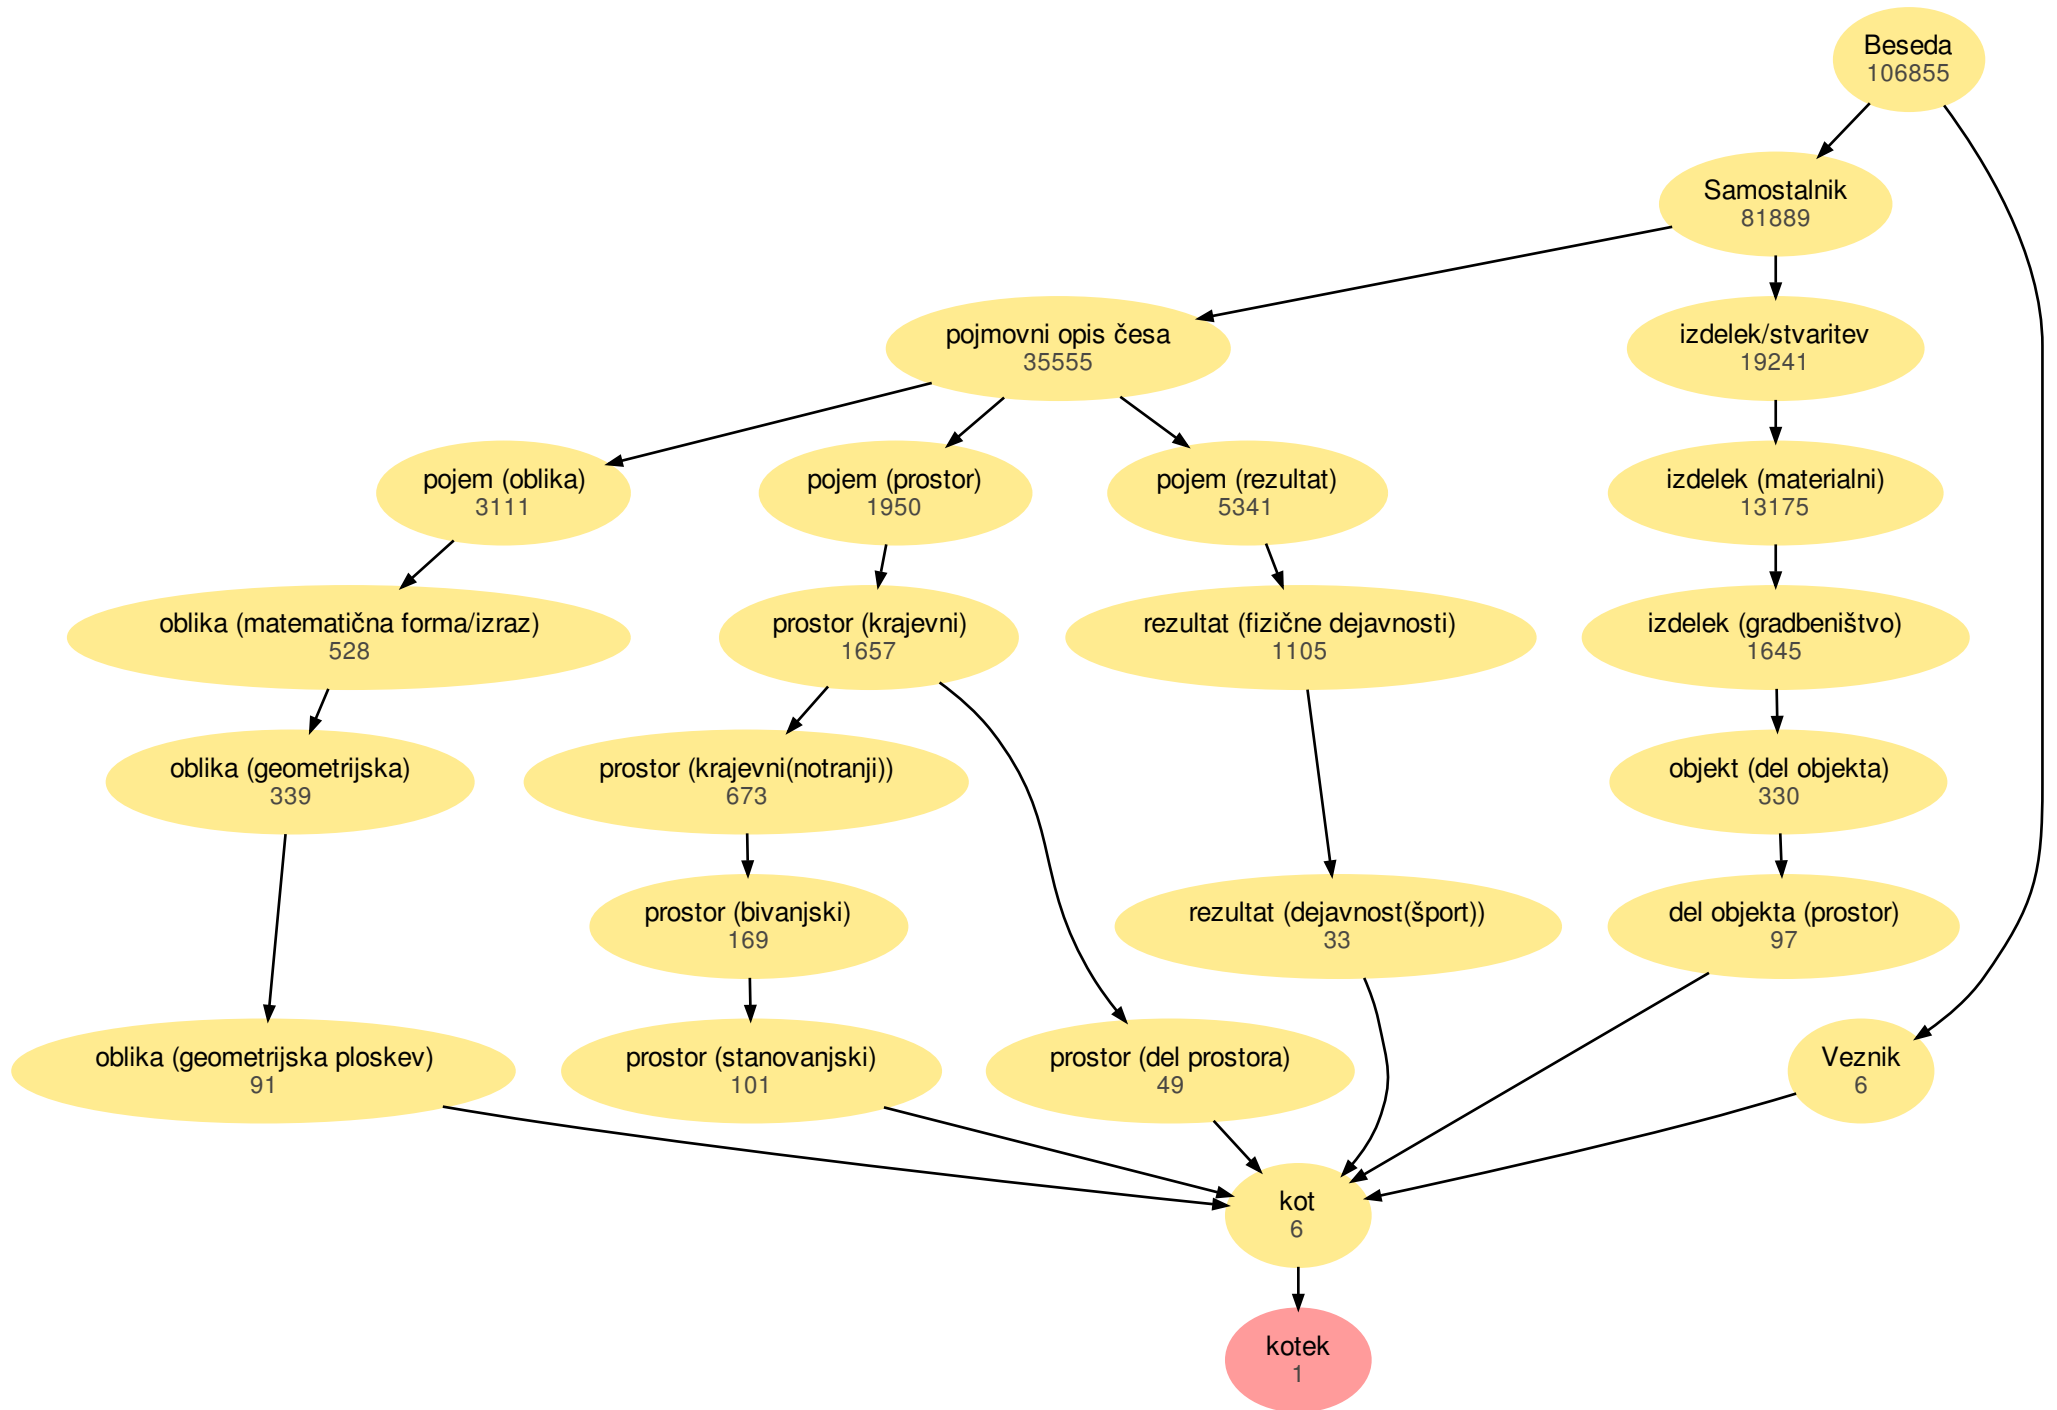 Beseda
106855
Samostalnik
81889
pojmovni opis česa
35555
izdelek/stvaritev
19241
pojem (oblika)
3111
pojem (prostor)
1950
pojem (rezultat)
5341
izdelek (materialni)
13175
oblika (matematična forma/izraz)
528
prostor (krajevni)
1657
rezultat (fizične dejavnosti)
1105
izdelek (gradbeništvo)
1645
oblika (geometrijska)
339
prostor (krajevni(notranji))
673
objekt (del objekta)
330
prostor (bivanjski)
169
rezultat (dejavnost(šport))
33
del objekta (prostor)
97
oblika (geometrijska ploskev)
91
prostor (stanovanjski)
101
prostor (del prostora)
49
Veznik
6
kot
6
kotek
1